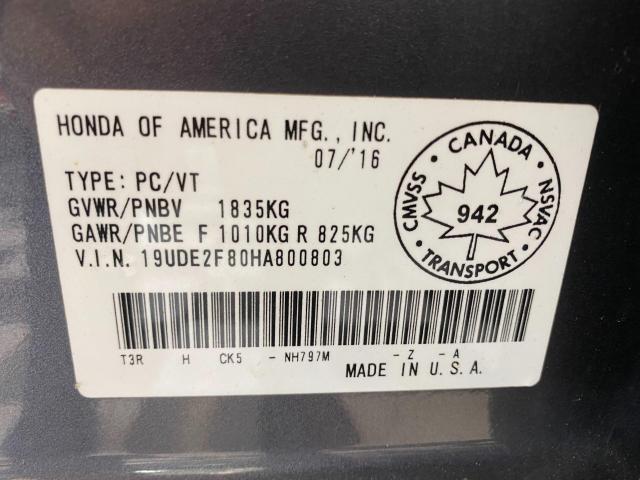 HONDA OF AMERICA MFG., INC.
07/'16
TYPE: PC/VT
GVWR/PNBV 1835KG
GAWR/PNBE F 1010KG R 825KG
V.I.N. 19UDE2F80HA800803
CANADA
CMVSS
NSVAC
942
TRANSPORT
T3R H CK5 - NH797M - Z - A
MADE IN U.S.A.